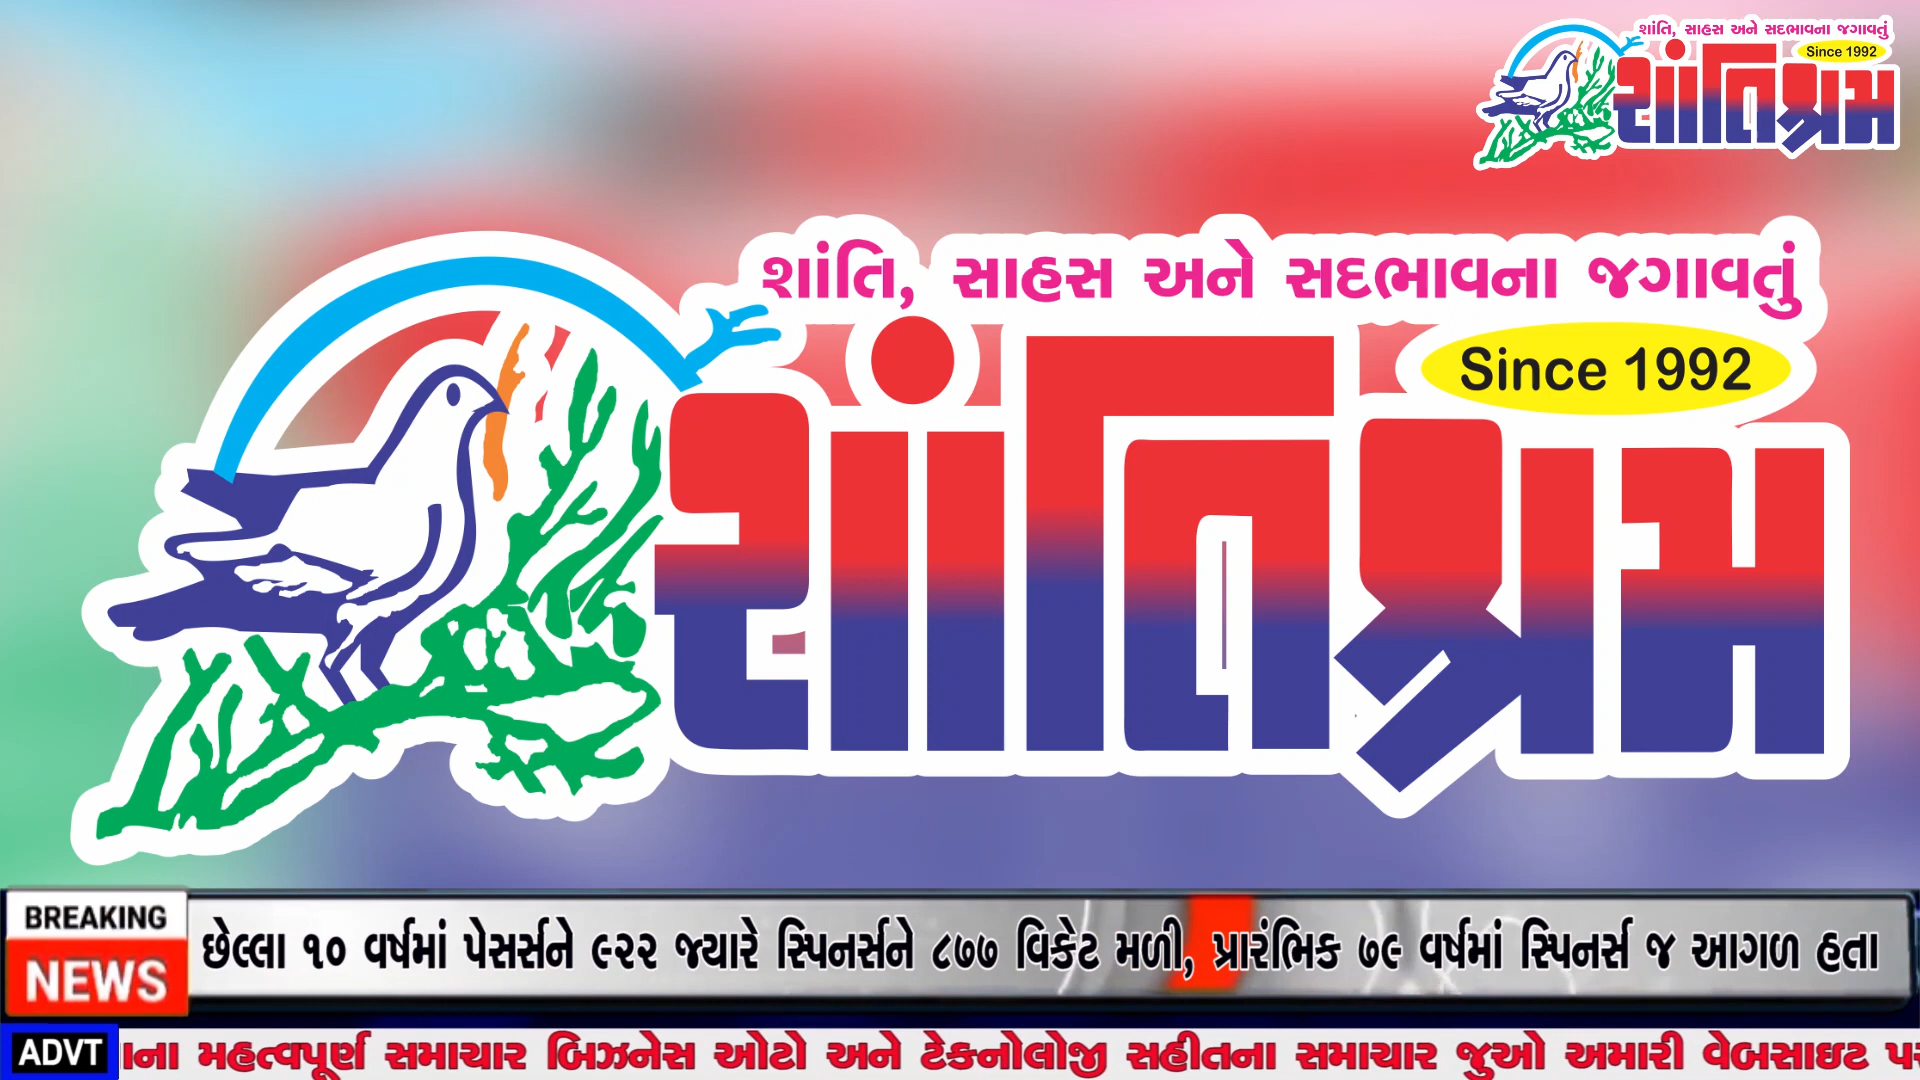 શાંતિ, સાહસ અને સદભાવના જગાવતું
Since 1992
શાંતિશ્રમ
શાંતિ, સાહસ અને સદભાવના જગાવતું
Since 1992
શાંતિશ્રમ
BREAKING
NEWS
છેલ્લા ૧૦ વર્ષમાં પેસર્સને ૯૨૨ જ્યારે સ્પિનર્સને ૮૭૭ વિકેટ મળી, પ્રારંભિક ૭૯ વર્ષમાં સ્પિનર્સ જ આગળ હતા
ADVT
મહત્વપૂર્ણ સમાચાર બિઝનેસ ઓટો અને ટેકનોલોજી સહીતના સમાચાર જુઓ અમારી વેબસાઇટ